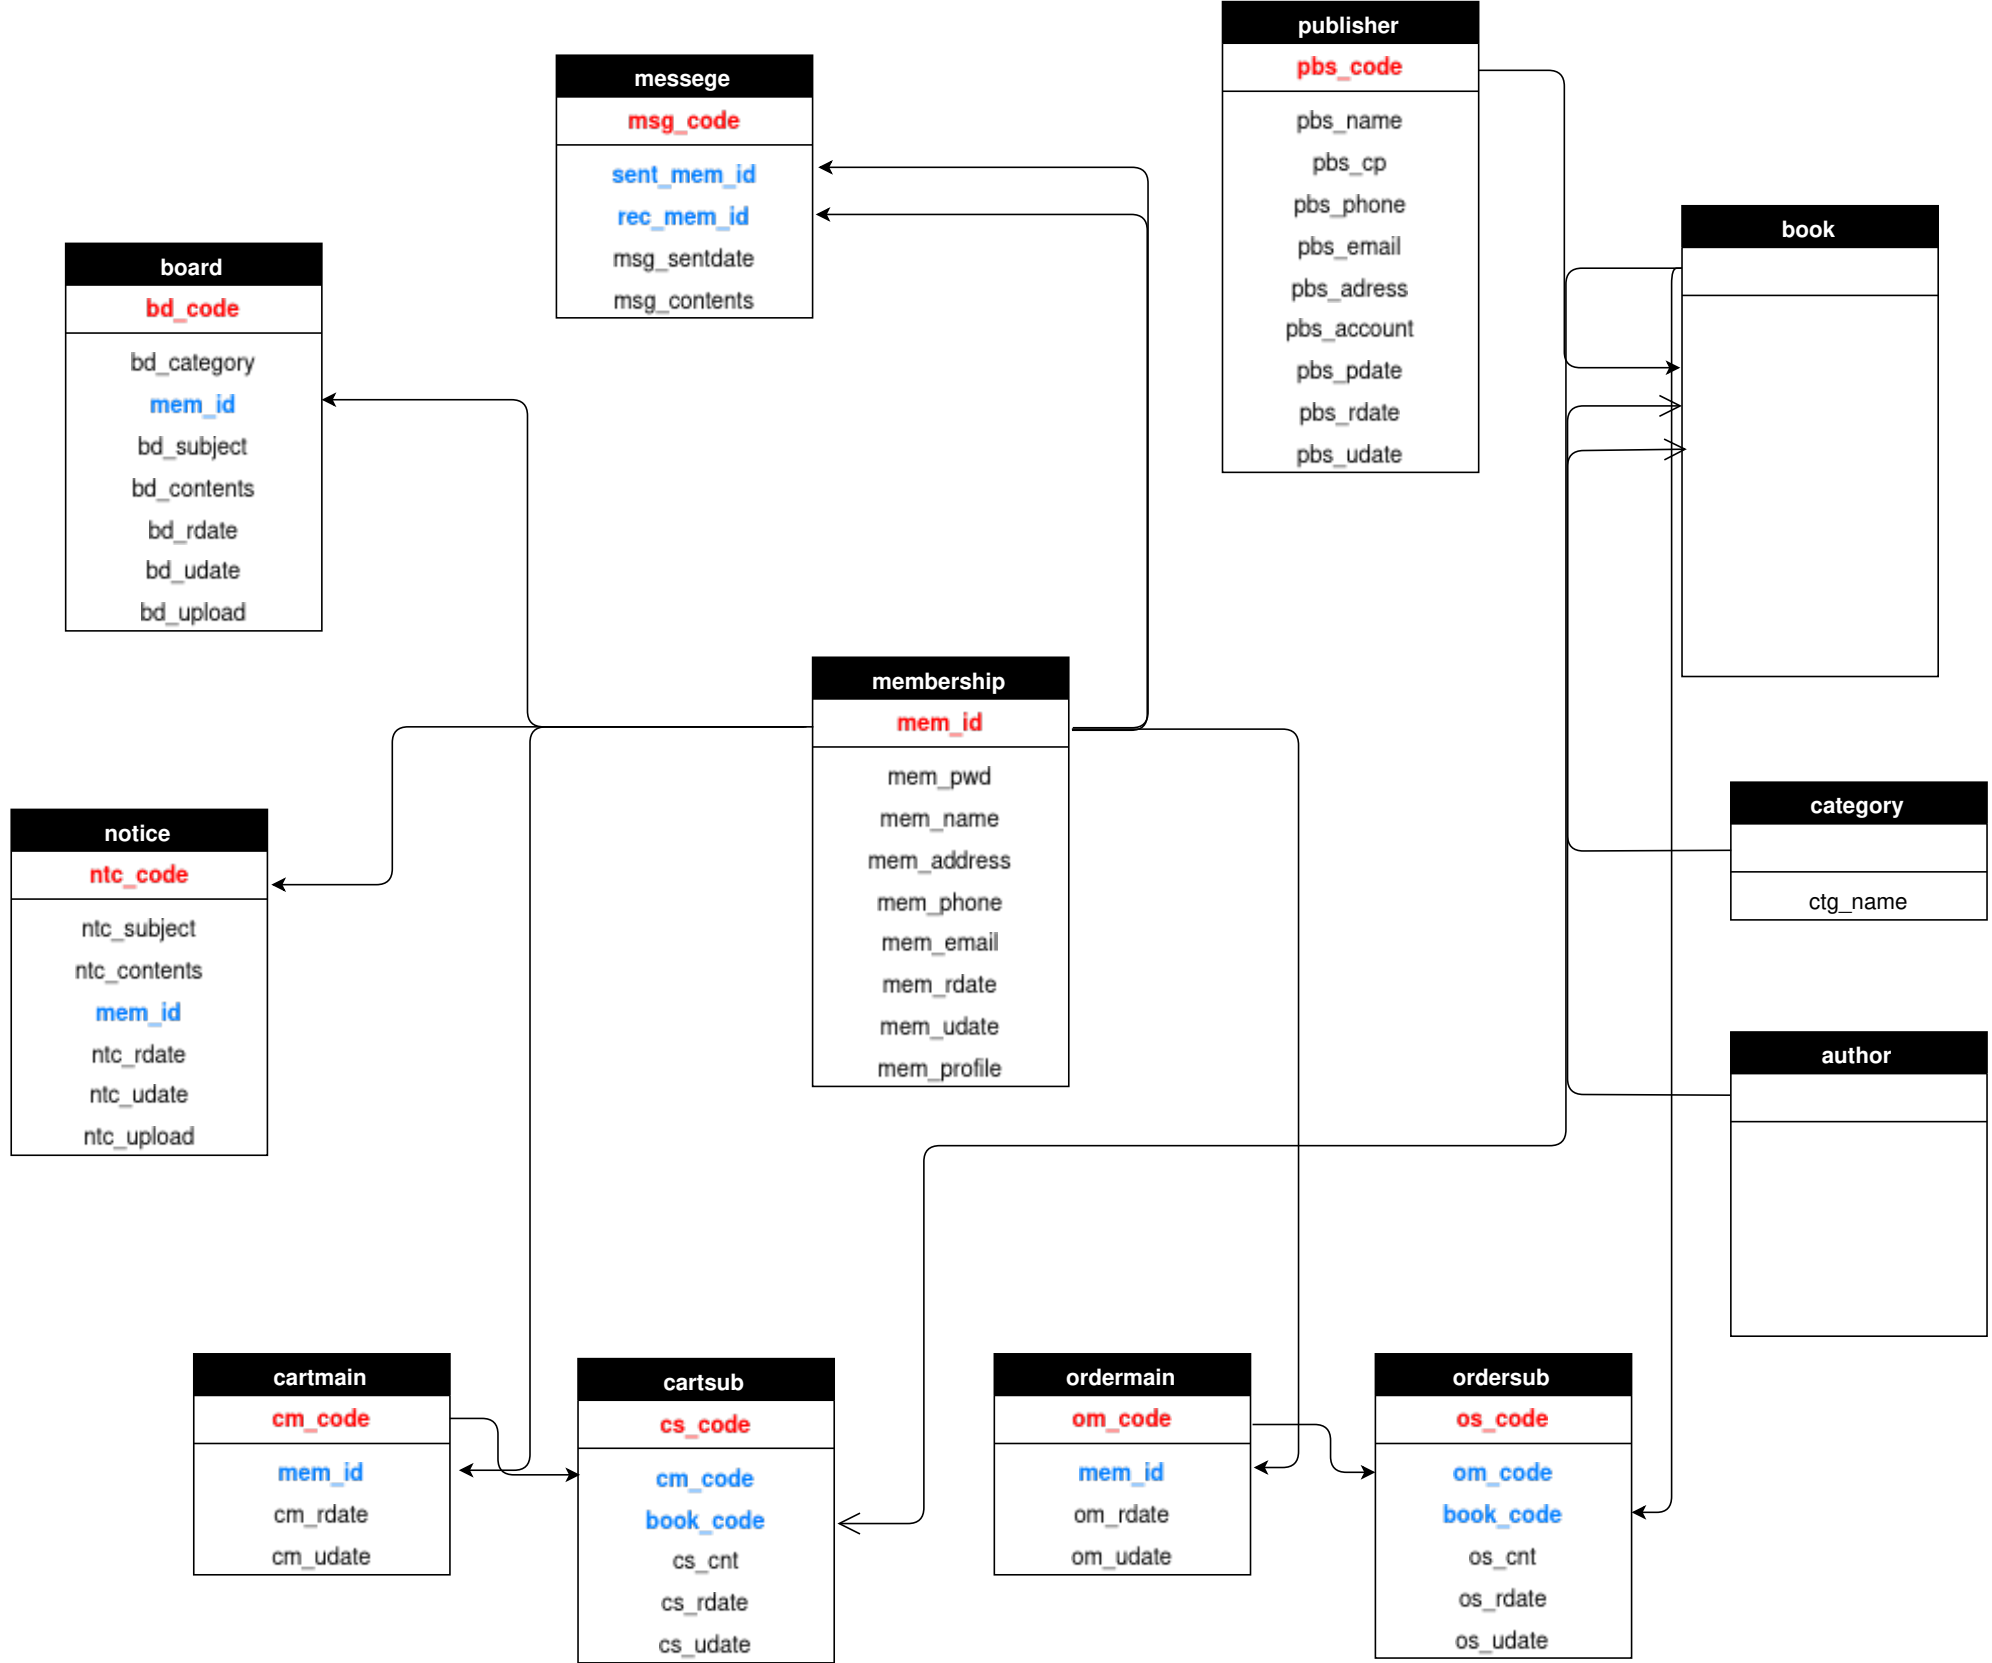 publisher
pbs_code
pbs_name
pbs_cp
pbs_phone
pbs_email
pbs_adress
pbs_account
pbs_pdate
pbs_rdate
pbs_udate
messege
msg_code
sent_mem_id
rec_mem_id
msg_sentdate
msg_contents
book
board
bd_code
bd_category
mem_id
bd_subject
bd_contents
bd_rdate
bd_udate
bd_upload
membership
mem_id
mem_pwd
mem_name
mem_address
mem_phone
mem_email
mem_rdate
mem_udate
mem_profile
category
ctg_name
notice
ntc_code
ntc_subject
ntc_contents
mem_id
ntc_rdate
ntc_udate
ntc_upload
author
cartmain
cm_code
mem_id
cm_rdate
cm_udate
cartsub
cs_code
cm_code
book_code
cs_cnt
cs_rdate
cs_udate
ordermain
om_code
mem_id
om_rdate
om_udate
ordersub
os_code
om_code
book_code
os_cnt
os_rdate
os_udate